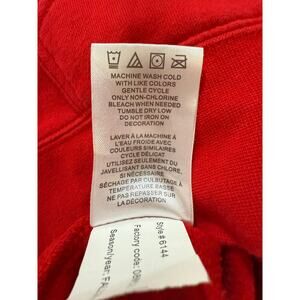 MACHINE WASH COLD
WITH LIKE COLORS
GENTLE CYCLE
ONLY NON-CHLORINE
BLEACH WHEN NEEDED
TUMBLE DRY LOW
DO NOT IRON ON
DECORATION
LAVER À LA MACHINE À
L'EAU FROIDE AVEC
COULEURS SIMILAIRES
CYCLE DÉLICAT
UTILISEZ SEULEMENT DU
JAVELLISANT SANS CHLORE,
SI NÉCESSAIRE
SÉCHAGE PAR CULBUTAGE À
TEMPÉRATURE BASSE
NE PAS REPASSER SUR
LA DÉCORATION
Style# 6144
Factory code:
Season/year: